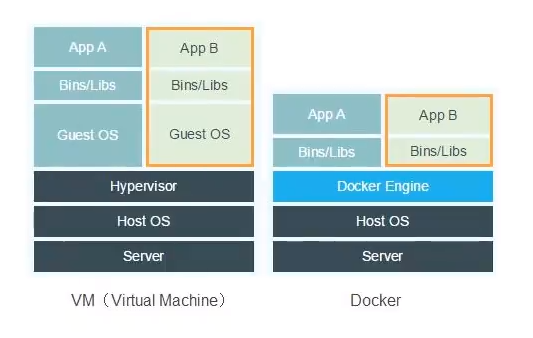 App A
App B
Bins/Libs
Bins/Libs
Guest OS
Guest OS
Hypervisor
Host OS
Server
VM（Virtual Machine）
App A
App B
Bins/Libs
Bins/Libs
Docker Engine
Host OS
Server
Docker